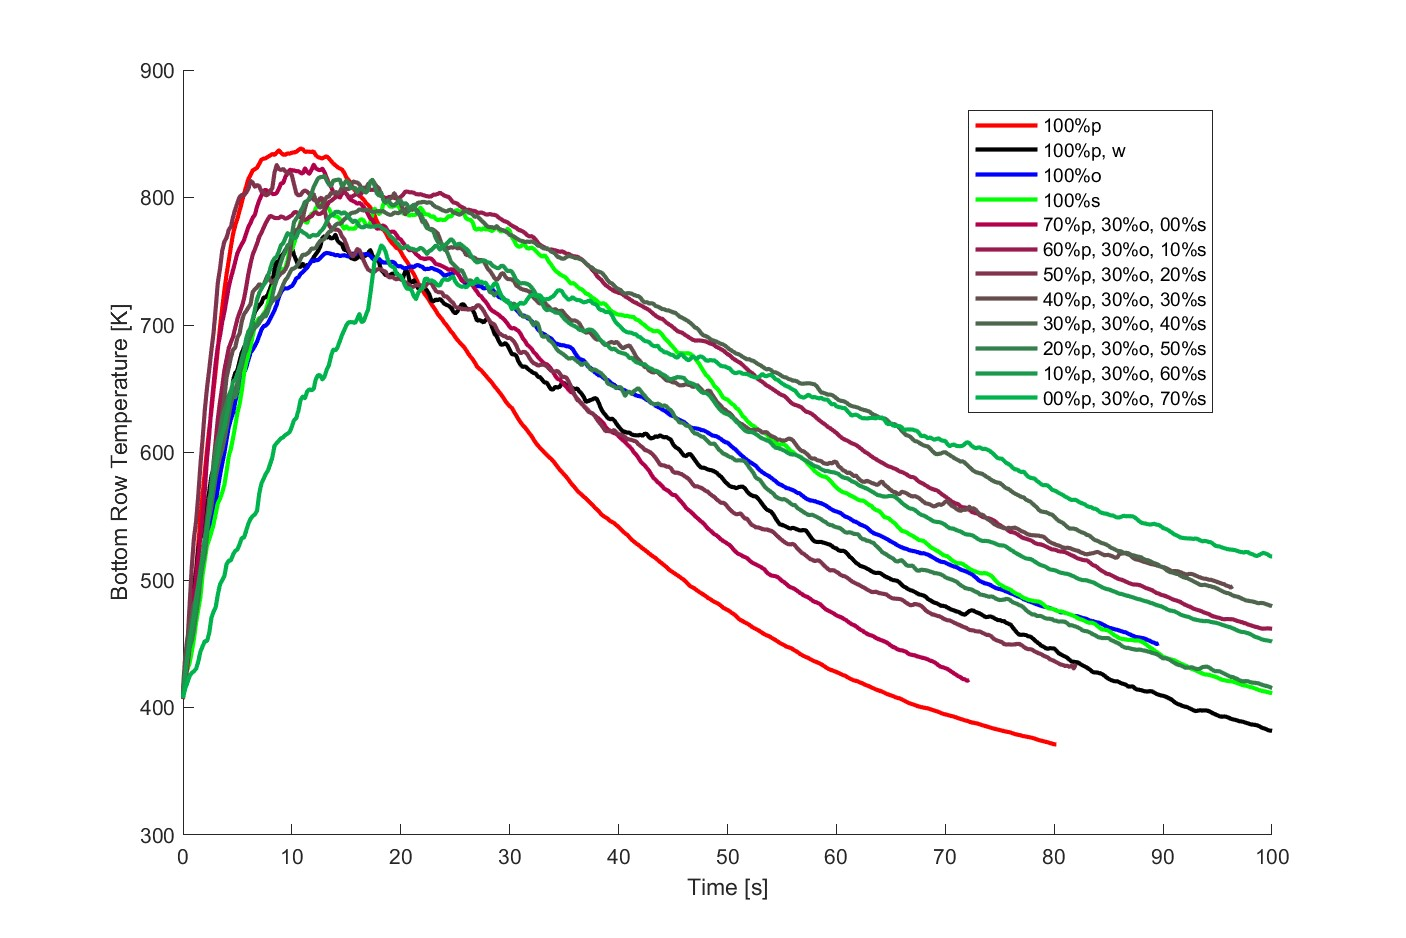 900
800
700
600
500
400
300
0 10 20 30 40 50 60 70 80 90 100
Bottom Row Temperature [K]
Time [s]
100%p
100%p, w
100%o
100%s
70%p, 30%o, 00%s
60%p, 30%o, 10%s
50%p, 30%o, 20%s
40%p, 30%o, 30%s
30%p, 30%o, 40%s
20%p, 30%o, 50%s
10%p, 30%o, 60%s
00%p, 30%o, 70%s